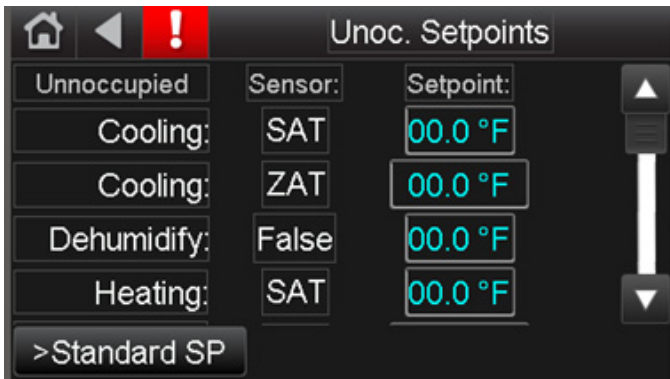 Unoc. Setpoints
Unnoccupied Sensor: Setpoint:
Cooling: SAT 00.0 °F
Cooling: ZAT 00.0 °F
Dehumidify: False 00.0 °F
Heating: SAT 00.0 °F
>Standard SP